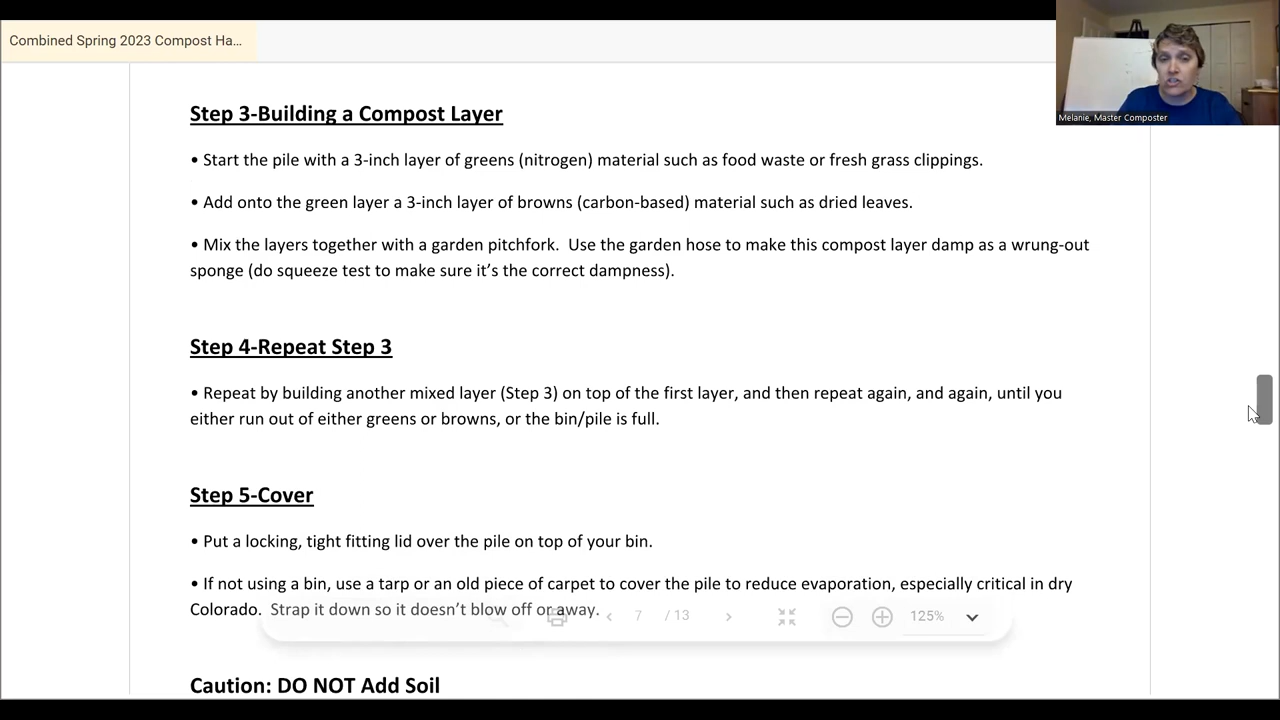 Combined Spring 2023 Compost Ha...
Melanie, Master Composter
Step 3-Building a Compost Layer
• Start the pile with a 3-inch layer of greens (nitrogen) material such as food waste or fresh grass clippings.
• Add onto the green layer a 3-inch layer of browns (carbon-based) material such as dried leaves.
• Mix the layers together with a garden pitchfork.  Use the garden hose to make this compost layer damp as a wrung-out
sponge (do squeeze test to make sure it's the correct dampness).
Step 4-Repeat Step 3
• Repeat by building another mixed layer (Step 3) on top of the first layer, and then repeat again, and again, until you
either run out of either greens or browns, or the bin/pile is full.
Step 5-Cover
• Put a locking, tight fitting lid over the pile on top of your bin.
• If not using a bin, use a tarp or an old piece of carpet to cover the pile to reduce evaporation, especially critical in dry
Colorado.  Strap it down so it doesn't blow off or away.
7 / 13 125%
Caution: DO NOT Add Soil